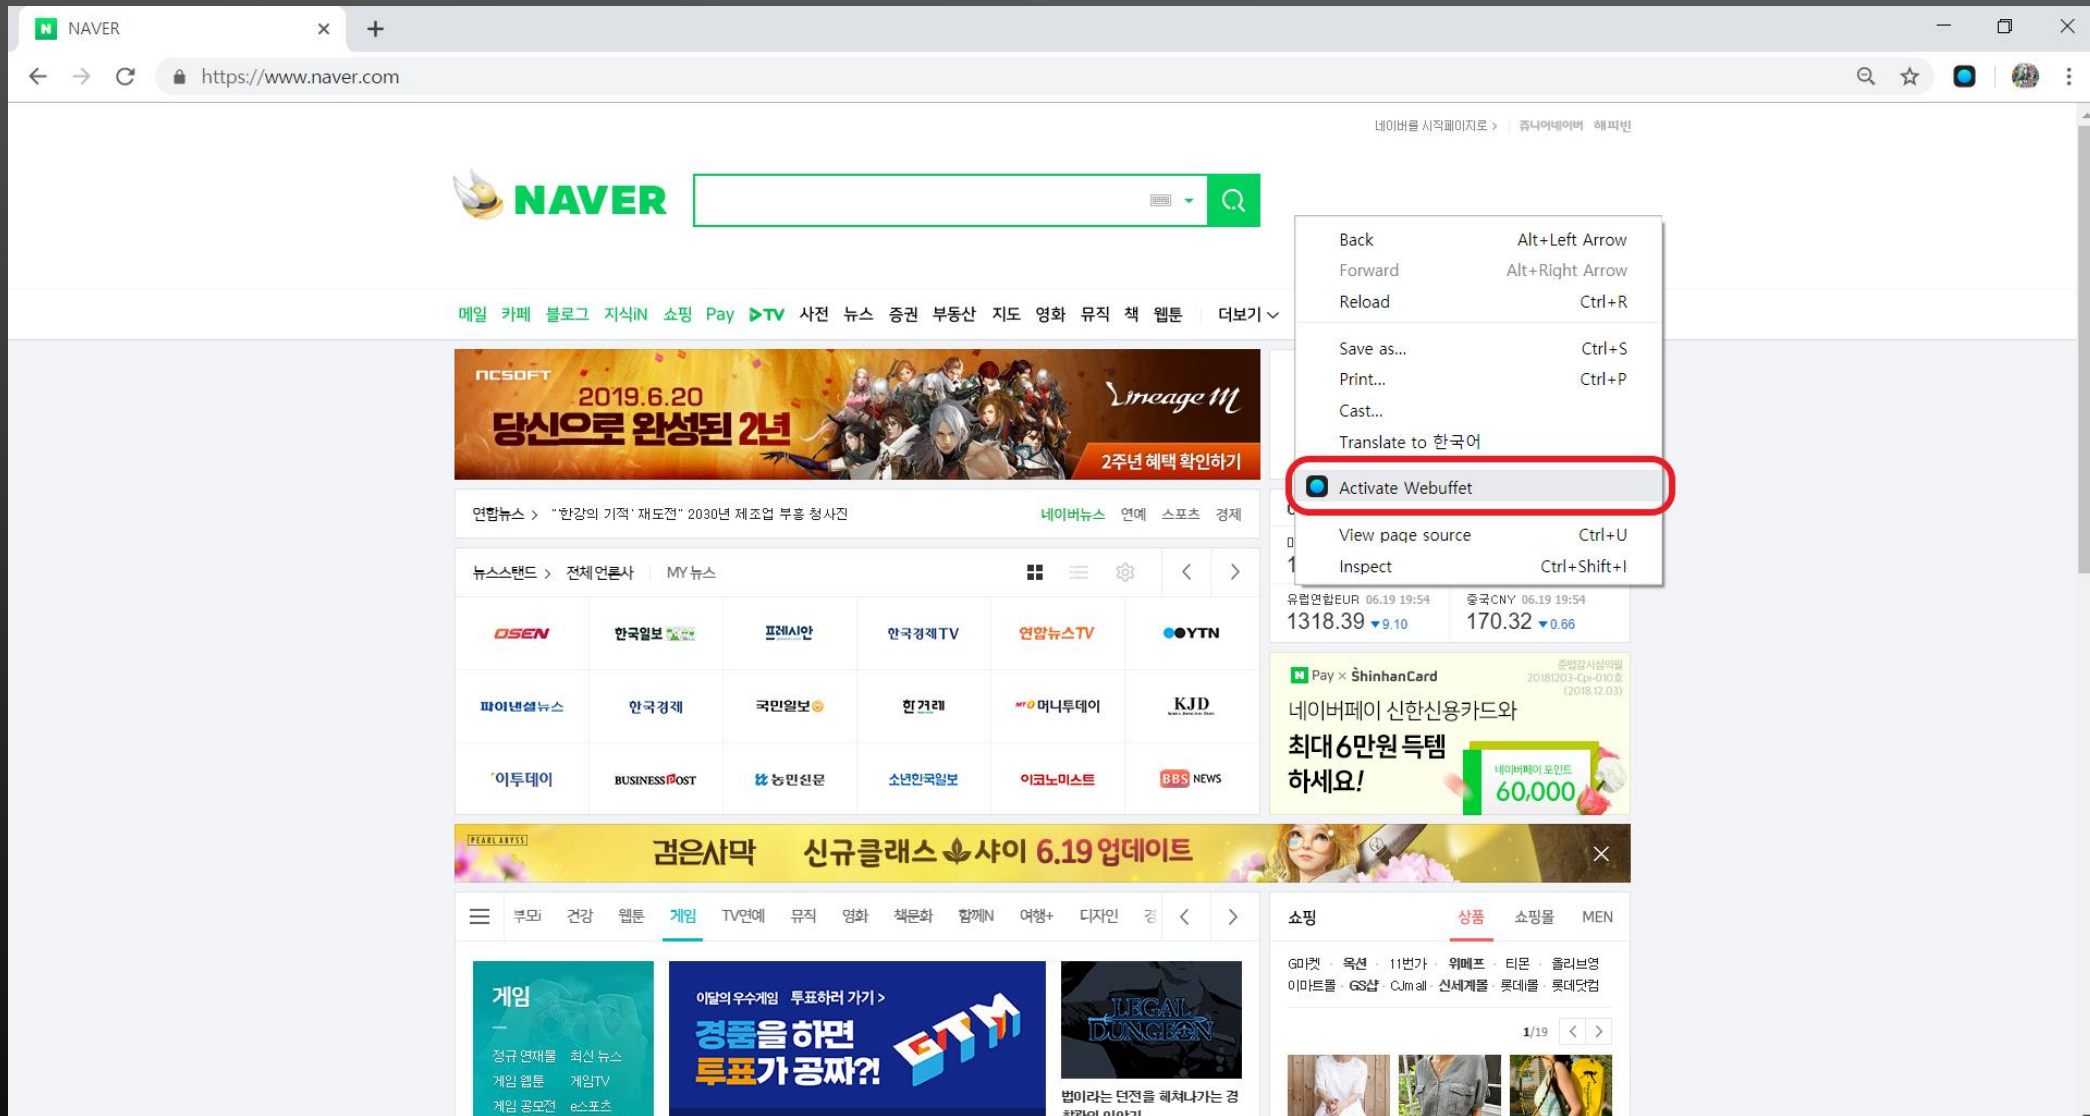 NAVER
https://www.naver.com
네이버를 시작페이지로 > 쥬니어네이버 해피빈
NAVER
Back Alt+Left Arrow
Forward Alt+Right Arrow
Reload Ctrl+R
Save as... Ctrl+S
Print... Ctrl+P
Cast...
Translate to 한국어
Activate Webuffet
View page source Ctrl+U
Inspect Ctrl+Shift+I
메일 카페 블로그 지식iN 쇼핑 Pay ▷TV 사전 뉴스 증권 부동산 지도 영화 뮤직 책 웹툰 더보기
NCSOFT
2019.6.20
당신으로 완성된 2년
Lineage M
2주년 혜택 확인하기
연합뉴스 > "'한강의 기적' 재도전" 2030년 제조업 부흥 청사진
네이버뉴스 연예 스포츠 경제
뉴스스탠드 > 전체 언론사 MY 뉴스
OSEN 한국일보 프레시안 한국경제TV 연합뉴스TV YTN
파이낸셜뉴스 한국경제 국민일보 한겨레 MT 머니투데이 KJD
이투데이 BUSINESSPOST 농민신문 소년한국일보 이코노미스트 BBS NEWS
유럽연합EUR 06.19 19:54
1318.39 ▼9.10
중국CNY 06.19 19:54
170.32 ▼0.66
N Pay × ShinhanCard
준법감시심의필
20181203-Cpi-010호
(2018.12.03)
네이버페이 신한신용카드와
최대 6만원 득템
하세요!
네이버페이 포인트
60,000
PEARL ABYSS
검은사막 신규클래스 샤이 6.19 업데이트
부모i 건강 웹툰 게임 TV연예 뮤직 영화 책문화 함께N 여행+ 디자인
쇼핑 상품 쇼핑몰 MEN
G마켓 · 옥션 · 11번가 · 위메프 · 티몬 · 올리브영
이마트몰 · GS샵 · CJmall · 신세계몰 · 롯데i몰 · 롯데닷컴
1/19
게임
정규 연재물 최신 뉴스
게임 웹툰 게임TV
게임 공모전 e스포츠
이달의 우수게임 투표하러 가기 >
경품을 하면
투표가 공짜?!
GTM
LEGAL
DUNGEON
법이라는 던전을 헤쳐나가는 경